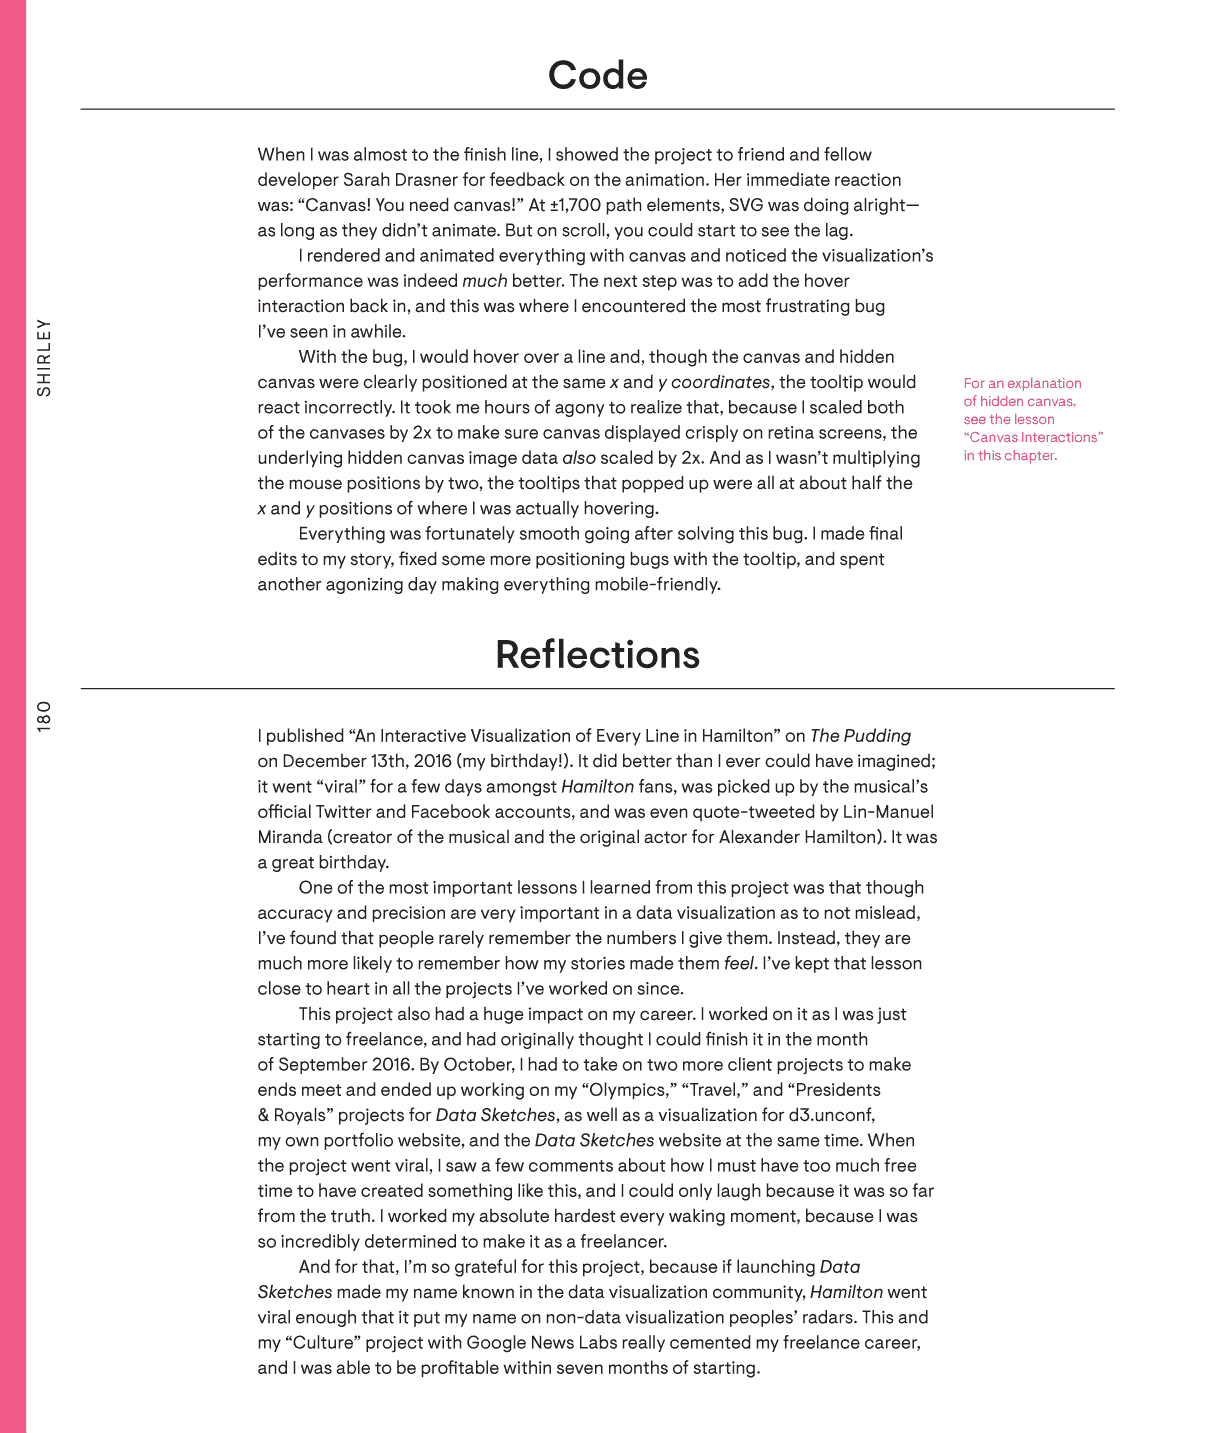 Code
When I was almost to the finish line, I showed the project to friend and fellow
developer Sarah Drasner for feedback on the animation. Her immediate reaction
was: “Canvas! You need canvas!” At ±1,700 path elements, SVG was doing alright—
as long as they didn’t animate. But on scroll, you could start to see the lag.
I rendered and animated everything with canvas and noticed the visualization’s
performance was indeed much better. The next step was to add the hover
interaction back in, and this was where I encountered the most frustrating bug
I’ve seen in awhile.
With the bug, I would hover over a line and, though the canvas and hidden
canvas were clearly positioned at the same x and y coordinates, the tooltip would
react incorrectly. It took me hours of agony to realize that, because I scaled both
of the canvases by 2x to make sure canvas displayed crisply on retina screens, the
underlying hidden canvas image data also scaled by 2x. And as I wasn’t multiplying
the mouse positions by two, the tooltips that popped up were all at about half the
x and y positions of where I was actually hovering.
Everything was fortunately smooth going after solving this bug. I made final
edits to my story, fixed some more positioning bugs with the tooltip, and spent
another agonizing day making everything mobile-friendly.
For an explanation
of hidden canvas,
see the lesson
“Canvas Interactions”
in this chapter.
SHIRLEY
Reflections
180
I published “An Interactive Visualization of Every Line in Hamilton” on The Pudding
on December 13th, 2016 (my birthday!). It did better than I ever could have imagined;
it went “viral” for a few days amongst Hamilton fans, was picked up by the musical’s
official Twitter and Facebook accounts, and was even quote-tweeted by Lin-Manuel
Miranda (creator of the musical and the original actor for Alexander Hamilton). It was
a great birthday.
One of the most important lessons I learned from this project was that though
accuracy and precision are very important in a data visualization as to not mislead,
I’ve found that people rarely remember the numbers I give them. Instead, they are
much more likely to remember how my stories made them feel. I’ve kept that lesson
close to heart in all the projects I’ve worked on since.
This project also had a huge impact on my career. I worked on it as I was just
starting to freelance, and had originally thought I could finish it in the month
of September 2016. By October, I had to take on two more client projects to make
ends meet and ended up working on my “Olympics,” “Travel,” and “Presidents
& Royals” projects for Data Sketches, as well as a visualization for d3.unconf,
my own portfolio website, and the Data Sketches website at the same time. When
the project went viral, I saw a few comments about how I must have too much free
time to have created something like this, and I could only laugh because it was so far
from the truth. I worked my absolute hardest every waking moment, because I was
so incredibly determined to make it as a freelancer.
And for that, I’m so grateful for this project, because if launching Data
Sketches made my name known in the data visualization community, Hamilton went
viral enough that it put my name on non-data visualization peoples’ radars. This and
my “Culture” project with Google News Labs really cemented my freelance career,
and I was able to be profitable within seven months of starting.